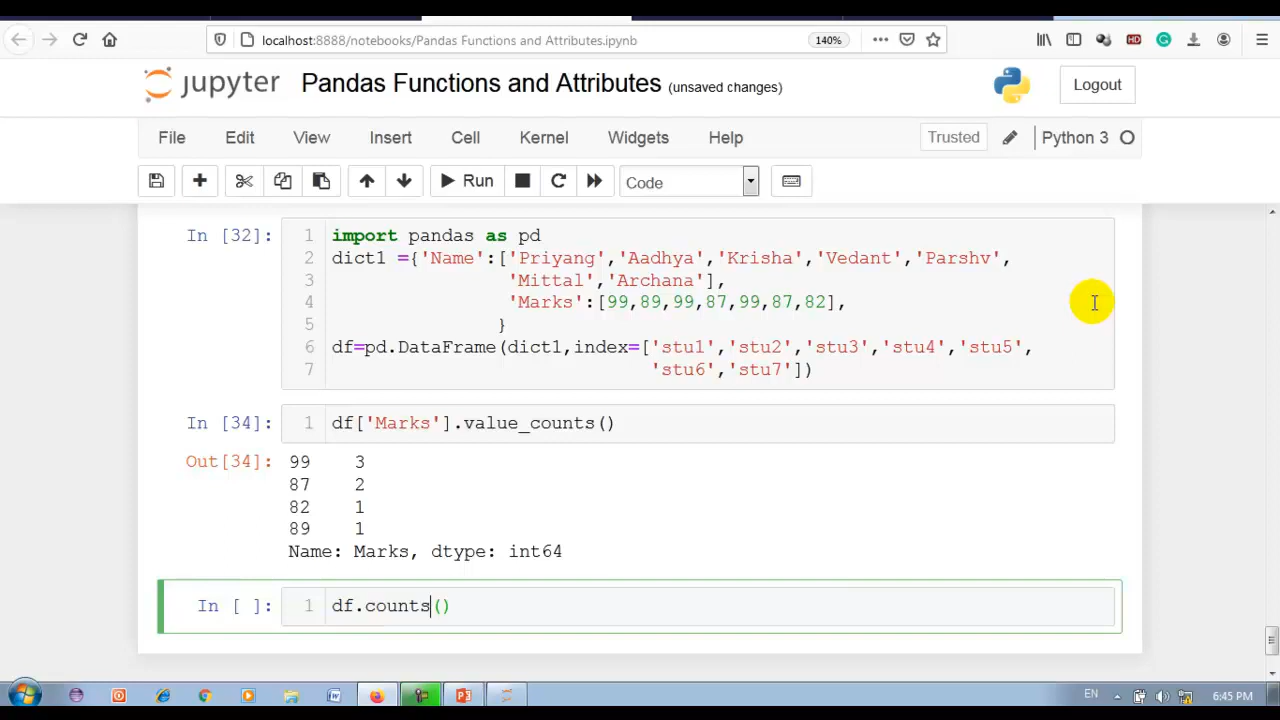 localhost:8888/notebooks/Pandas Functions and Attributes.ipynb 140% HD
jupyter Pandas Functions and Attributes (unsaved changes) Logout
File Edit View Insert Cell Kernel Widgets Help Trusted Python 3
Run Code
In [32]: 1 import pandas as pd
2 dict1 ={'Name':['Priyang','Aadhya','Krisha','Vedant','Parshv',
3 'Mittal','Archana'],
4 'Marks':[99,89,99,87,99,87,82],
5 }
6 df=pd.DataFrame(dict1,index=['stu1','stu2','stu3','stu4','stu5',
7 'stu6','stu7'])
In [34]: 1 df['Marks'].value_counts()
Out[34]: 99 3
87 2
82 1
89 1
Name: Marks, dtype: int64
In [ ]: 1 df.counts()
EN 6:45 PM